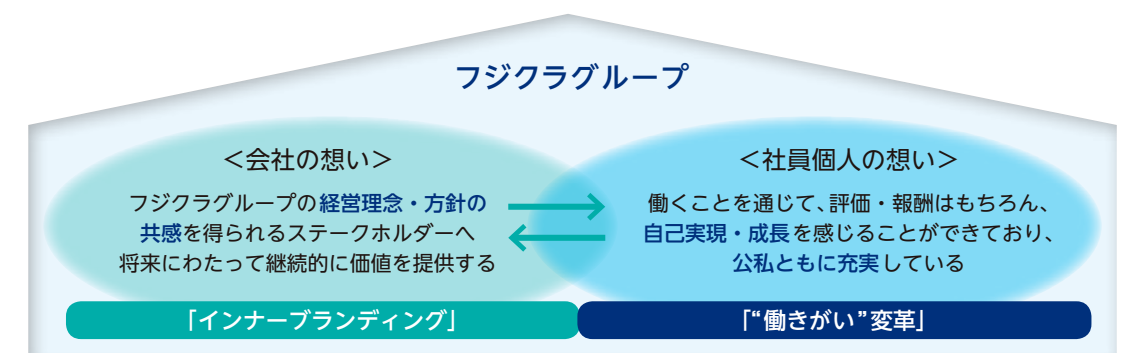 フジクラグループ
＜会社の想い＞
フジクラグループの経営理念・方針の
共感を得られるステークホルダーへ
将来にわたって継続的に価値を提供する
＜社員個人の想い＞
働くことを通じて、評価・報酬はもちろん、
自己実現・成長を感じることができており、
公私ともに充実している
「インナーブランディング」
「“働きがい”変革」